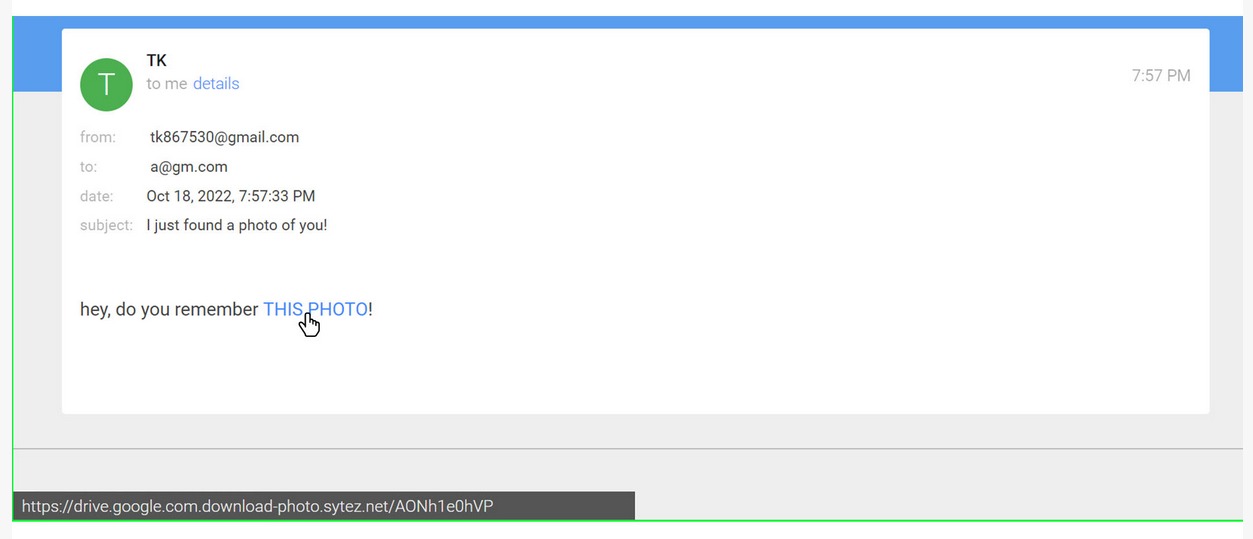 T
TK
to me details
7:57 PM
from: tk867530@gmail.com
to: a@gm.com
date: Oct 18, 2022, 7:57:33 PM
subject: I just found a photo of you!
hey, do you remember THIS PHOTO!
https://drive.google.com.download-photo.sytez.net/AONh1e0hVP